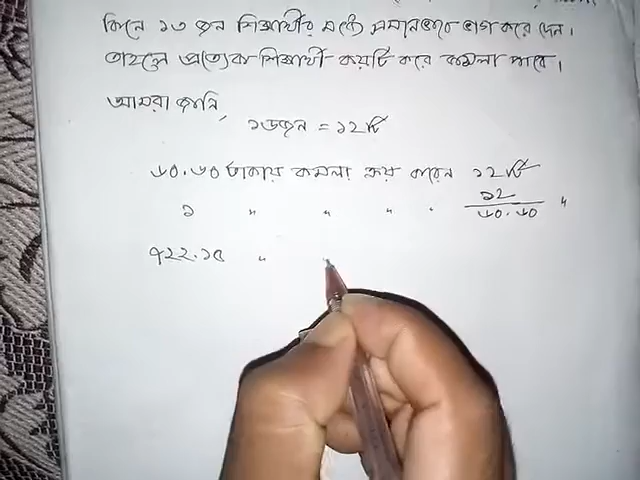 কিনে ১৩ জন শিক্ষার্থীর মধ্যে সমানভাবে ভাগ করে দেন।
তাহলে প্রত্যেক শিক্ষার্থী কয়টি করে কমলা পাবে।
আমরা জানি,
১ডজন = ১২টি
৬০.৬০ টাকায় কমলা ক্রয় করেন ১২টি
১ " " " " ১২/৬০.৬০ "
৭২২.১৫ "